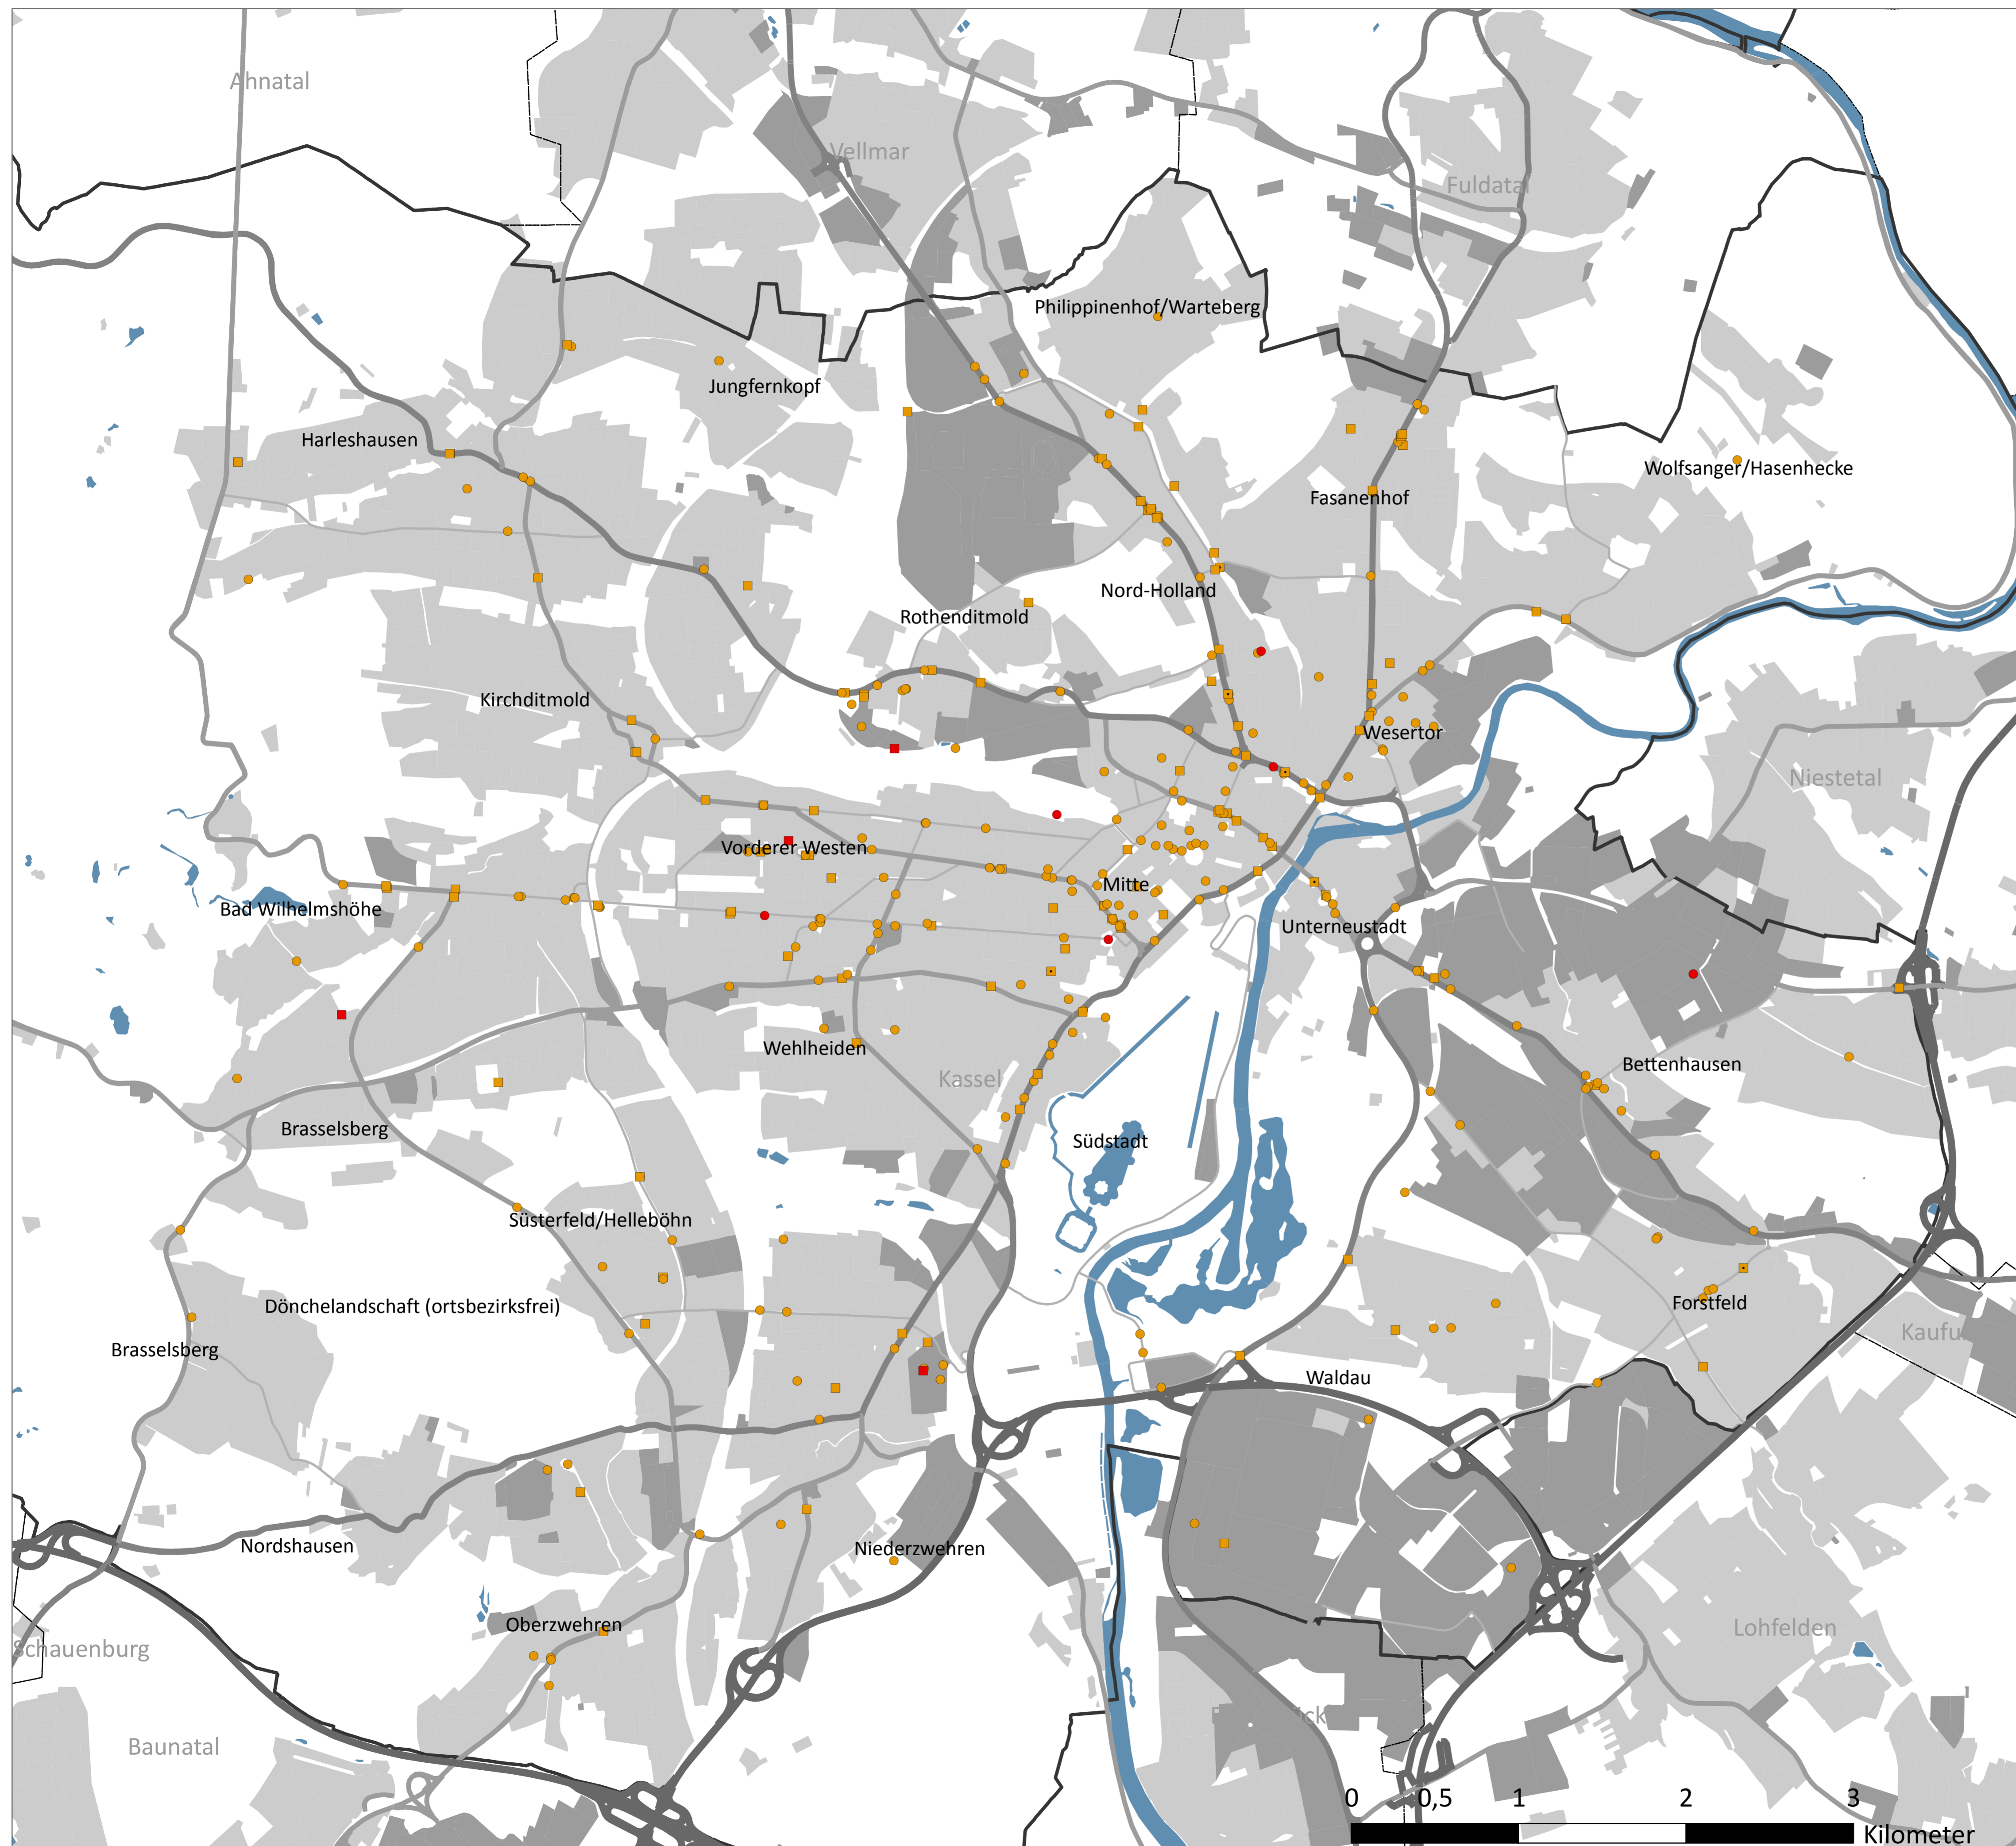 Ahnatal
Vellmar
Fuldatal
Philippinenhof/Warteberg
Jungfernkopf
Harleshausen
Wolfsanger/Hasenhecke
Fasanenhof
Nord-Holland
Rothenditmold
Kirchditmold
Wesertor
Niestetal
Vorderer Westen
Mitte
Bad Wilhelmshöhe
Unterneustadt
Wehlheiden
Bettenhausen
Kassel
Brasselsberg
Südstadt
Süsterfeld/Helleböhn
Dönchelandschaft (ortsbezirksfrei)
Forstfeld
Kaufu
Brasselsberg
Waldau
Nordshausen
Niederzwehren
Oberzwehren
Lohfelden
Schauenburg
ck
Baunatal
0 0,5 1 2 3
Kilometer